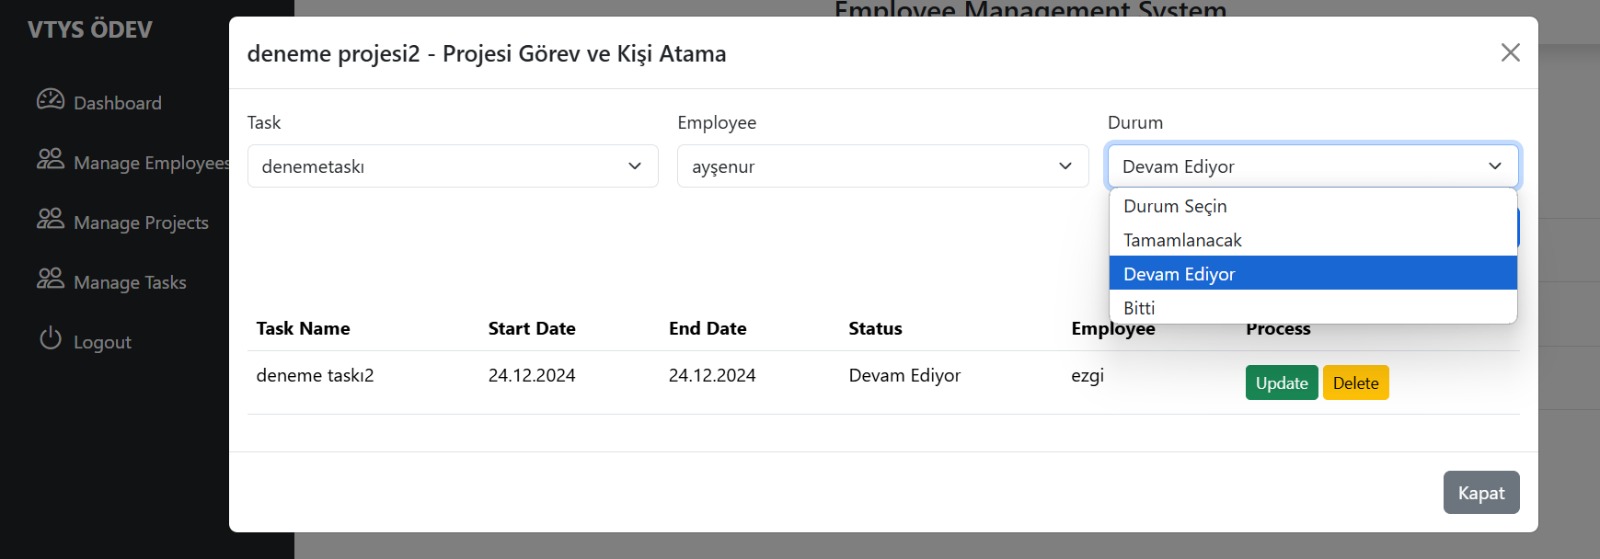 VTYS ÖDEV
Dashboard
Manage Employees
Manage Projects
Manage Tasks
Logout
Employee Management System
deneme projesi2 - Projesi Görev ve Kişi Atama
Task
Employee
Durum
denemetaskı
ayşenur
Devam Ediyor
Durum Seçin
Tamamlanacak
Devam Ediyor
Bitti
Task Name Start Date End Date Status Employee Process
deneme taskı2 24.12.2024 24.12.2024 Devam Ediyor ezgi Update Delete
Kapat